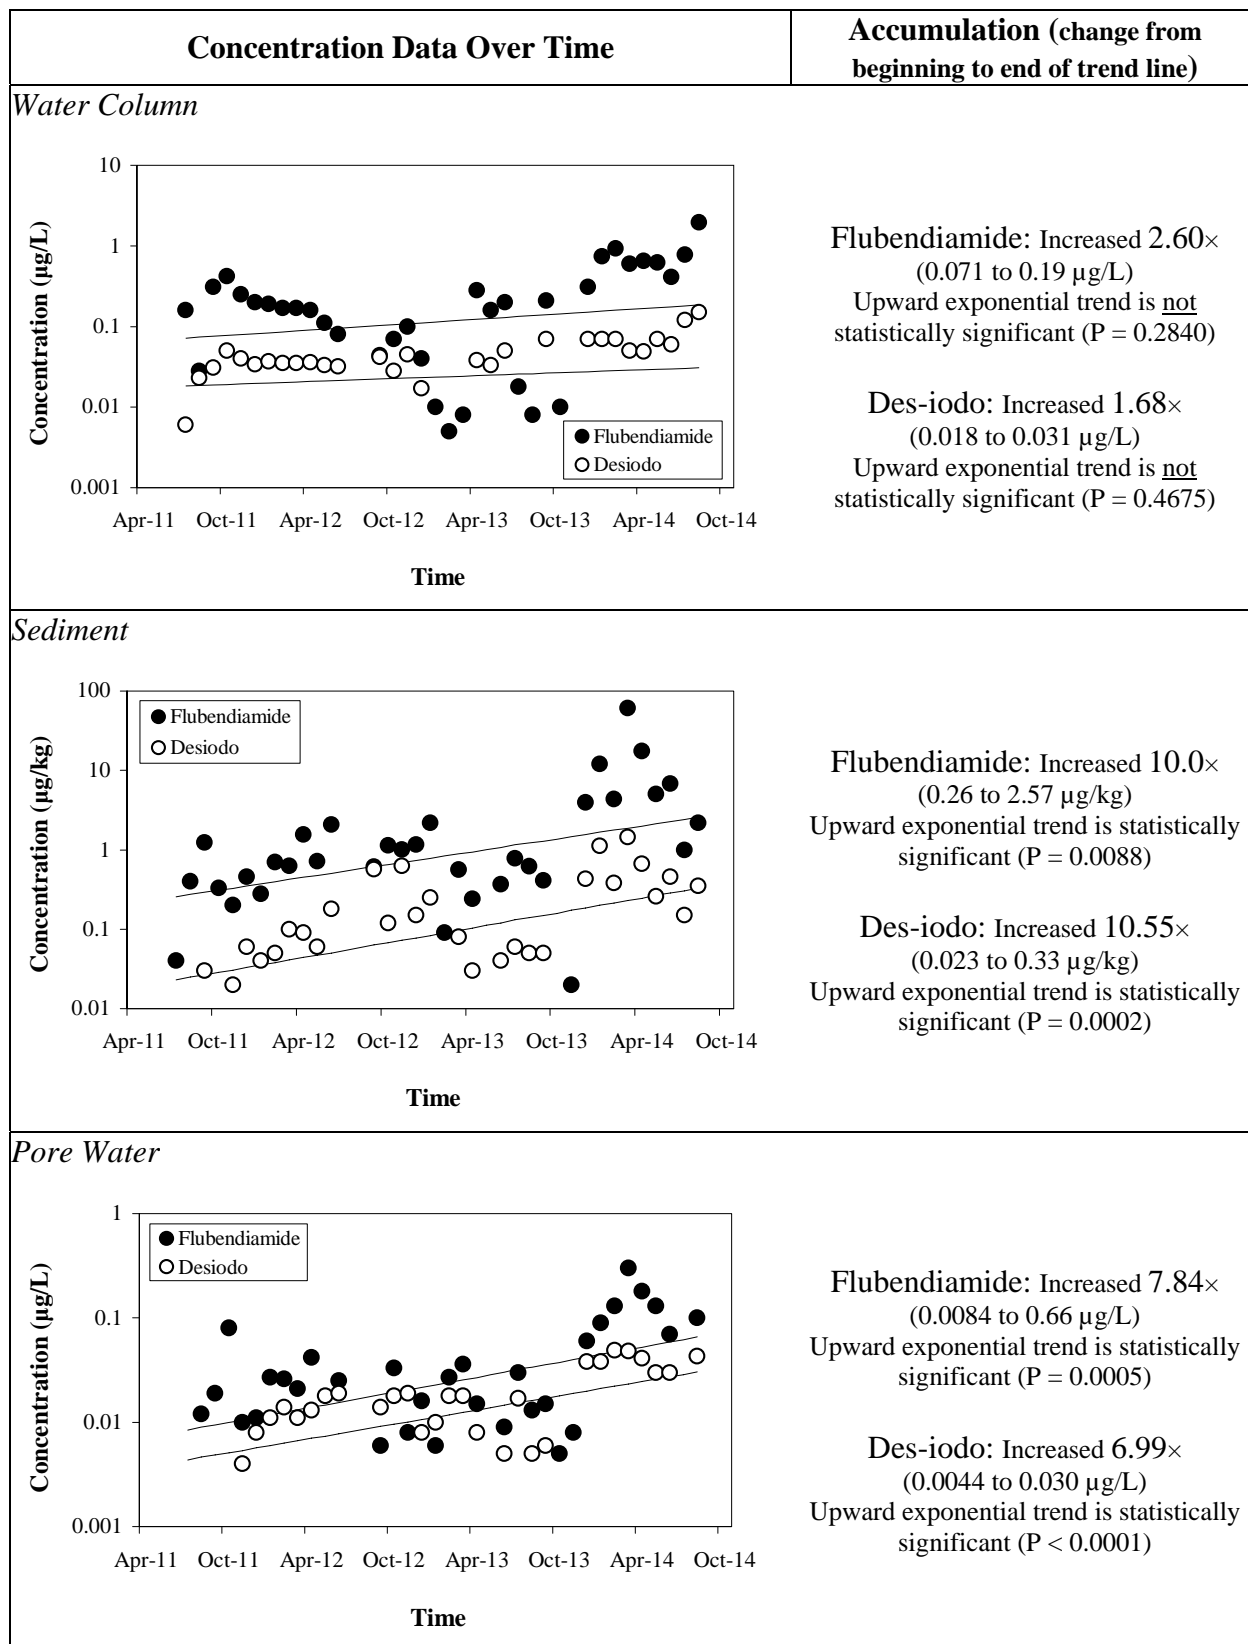 Concentration Data Over Time
Accumulation (change from
beginning to end of trend line)
Water Column
Concentration (µg/L)
10
1
0.1
0.01
0.001
Flubendiamide
Desiodo
Apr-11 Oct-11 Apr-12 Oct-12 Apr-13 Oct-13 Apr-14 Oct-14
Time
Flubendiamide: Increased 2.60×
(0.071 to 0.19 µg/L)
Upward exponential trend is not
statistically significant (P = 0.2840)
Des-iodo: Increased 1.68×
(0.018 to 0.031 µg/L)
Upward exponential trend is not
statistically significant (P = 0.4675)
Sediment
Concentration (µg/kg)
100
10
1
0.1
0.01
Flubendiamide
Desiodo
Apr-11 Oct-11 Apr-12 Oct-12 Apr-13 Oct-13 Apr-14 Oct-14
Time
Flubendiamide: Increased 10.0×
(0.26 to 2.57 µg/kg)
Upward exponential trend is statistically
significant (P = 0.0088)
Des-iodo: Increased 10.55×
(0.023 to 0.33 µg/kg)
Upward exponential trend is statistically
significant (P = 0.0002)
Pore Water
Concentration (µg/L)
1
0.1
0.01
0.001
Flubendiamide
Desiodo
Apr-11 Oct-11 Apr-12 Oct-12 Apr-13 Oct-13 Apr-14 Oct-14
Time
Flubendiamide: Increased 7.84×
(0.0084 to 0.66 µg/L)
Upward exponential trend is statistically
significant (P = 0.0005)
Des-iodo: Increased 6.99×
(0.0044 to 0.030 µg/L)
Upward exponential trend is statistically
significant (P < 0.0001)